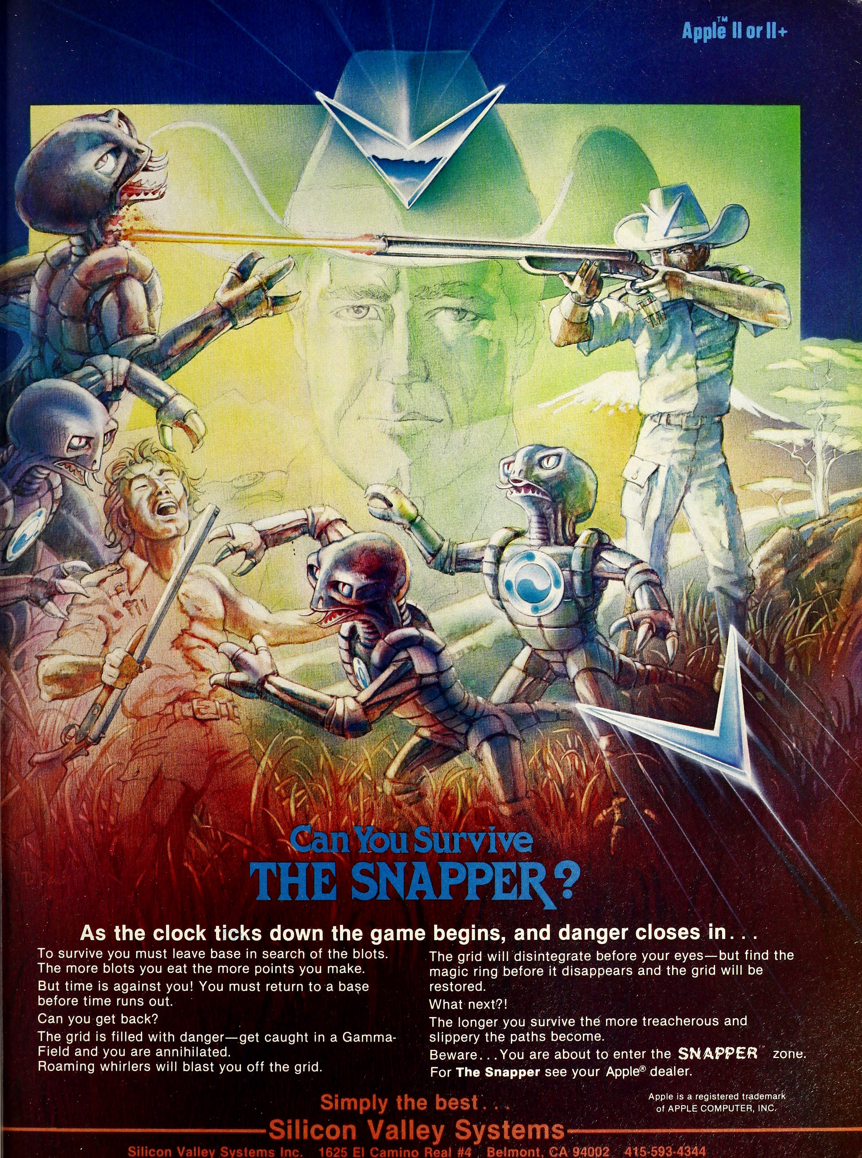 Apple™ II or II+
Can You Survive
THE SNAPPER?
As the clock ticks down the game begins, and danger closes in...
To survive you must leave base in search of the blots.
The more blots you eat the more points you make.
But time is against you! You must return to a base
before time runs out.
Can you get back?
The grid is filled with danger—get caught in a Gamma-
Field and you are annihilated.
Roaming whirlers will blast you off the grid.
The grid will disintegrate before your eyes—but find the
magic ring before it disappears and the grid will be
restored.
What next?!
The longer you survive the more treacherous and
slippery the paths become.
Beware...You are about to enter the SNAPPER™ zone.
For The Snapper see your Apple® dealer.
Apple is a registered trademark
of APPLE COMPUTER, INC.
Simply the best...
Silicon Valley Systems
Silicon Valley Systems Inc. 1625 El Camino Real #4 Belmont, CA 94002 415-593-4344